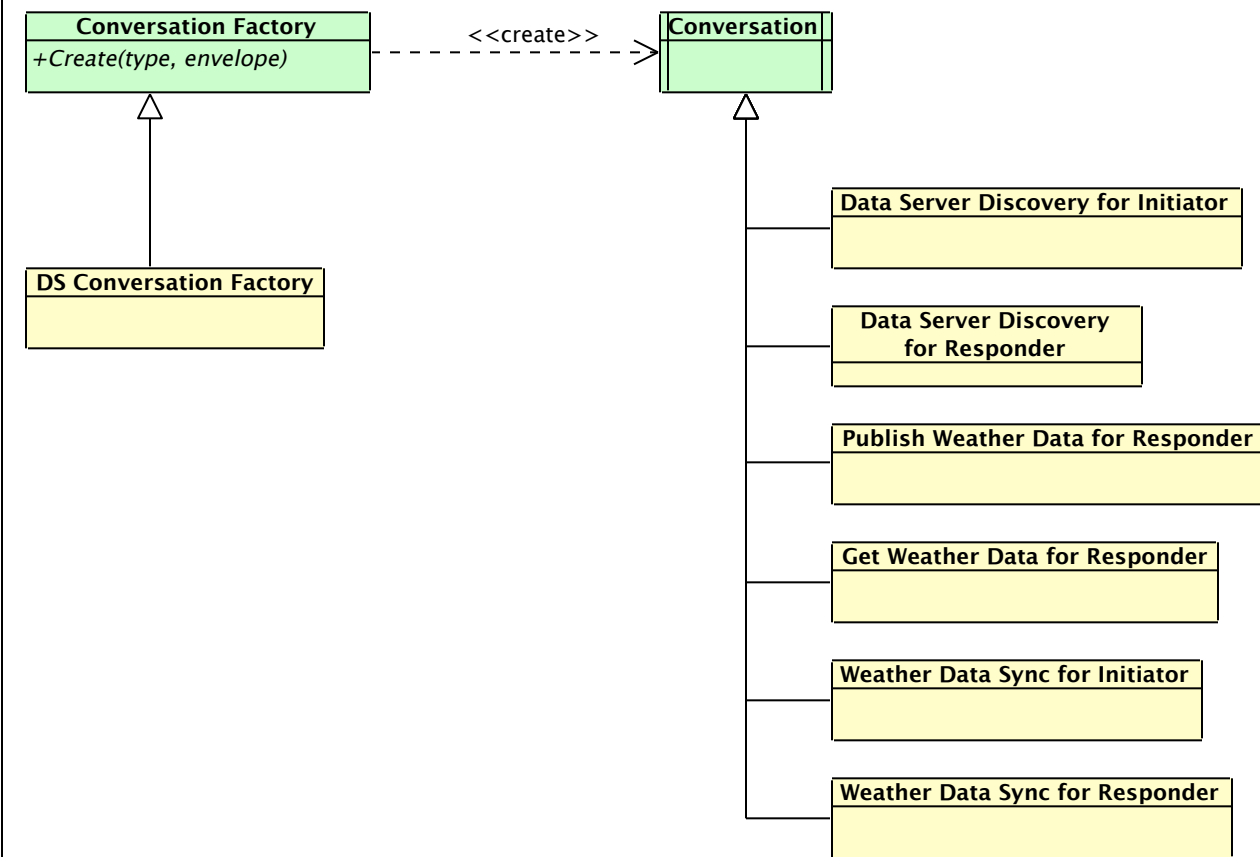 Conversation Factory
+Create(type, envelope)
<<create>>
Conversation
DS Conversation Factory
Data Server Discovery for Initiator
Data Server Discovery
for Responder
Publish Weather Data for Responder
Get Weather Data for Responder
Weather Data Sync for Initiator
Weather Data Sync for Responder